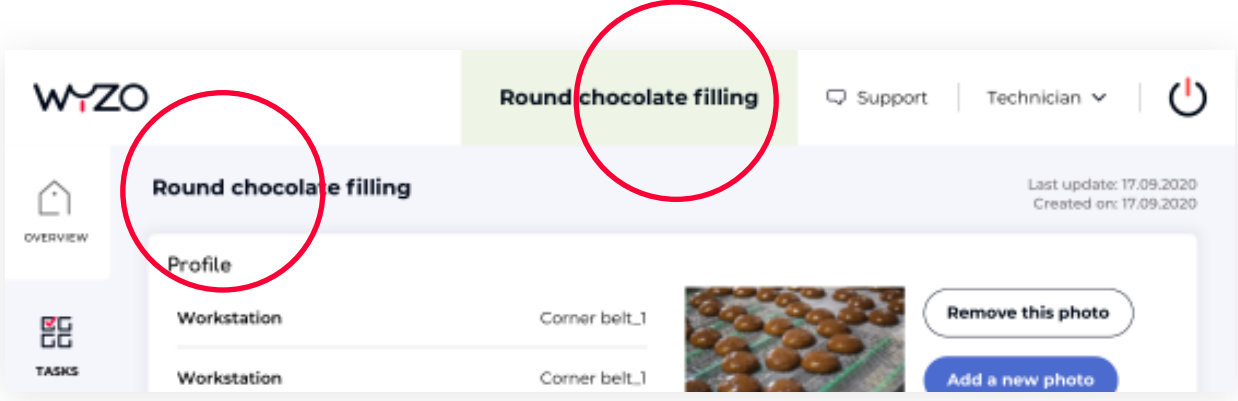 WYZO
Round chocolate filling
Support
Technician
Round chocolate filling
Last update: 17.09.2020
Created on: 17.09.2020
OVERVIEW
Profile
Workstation Corner belt_1
Remove this photo
TASKS
Workstation Corner belt_1
Add a new photo